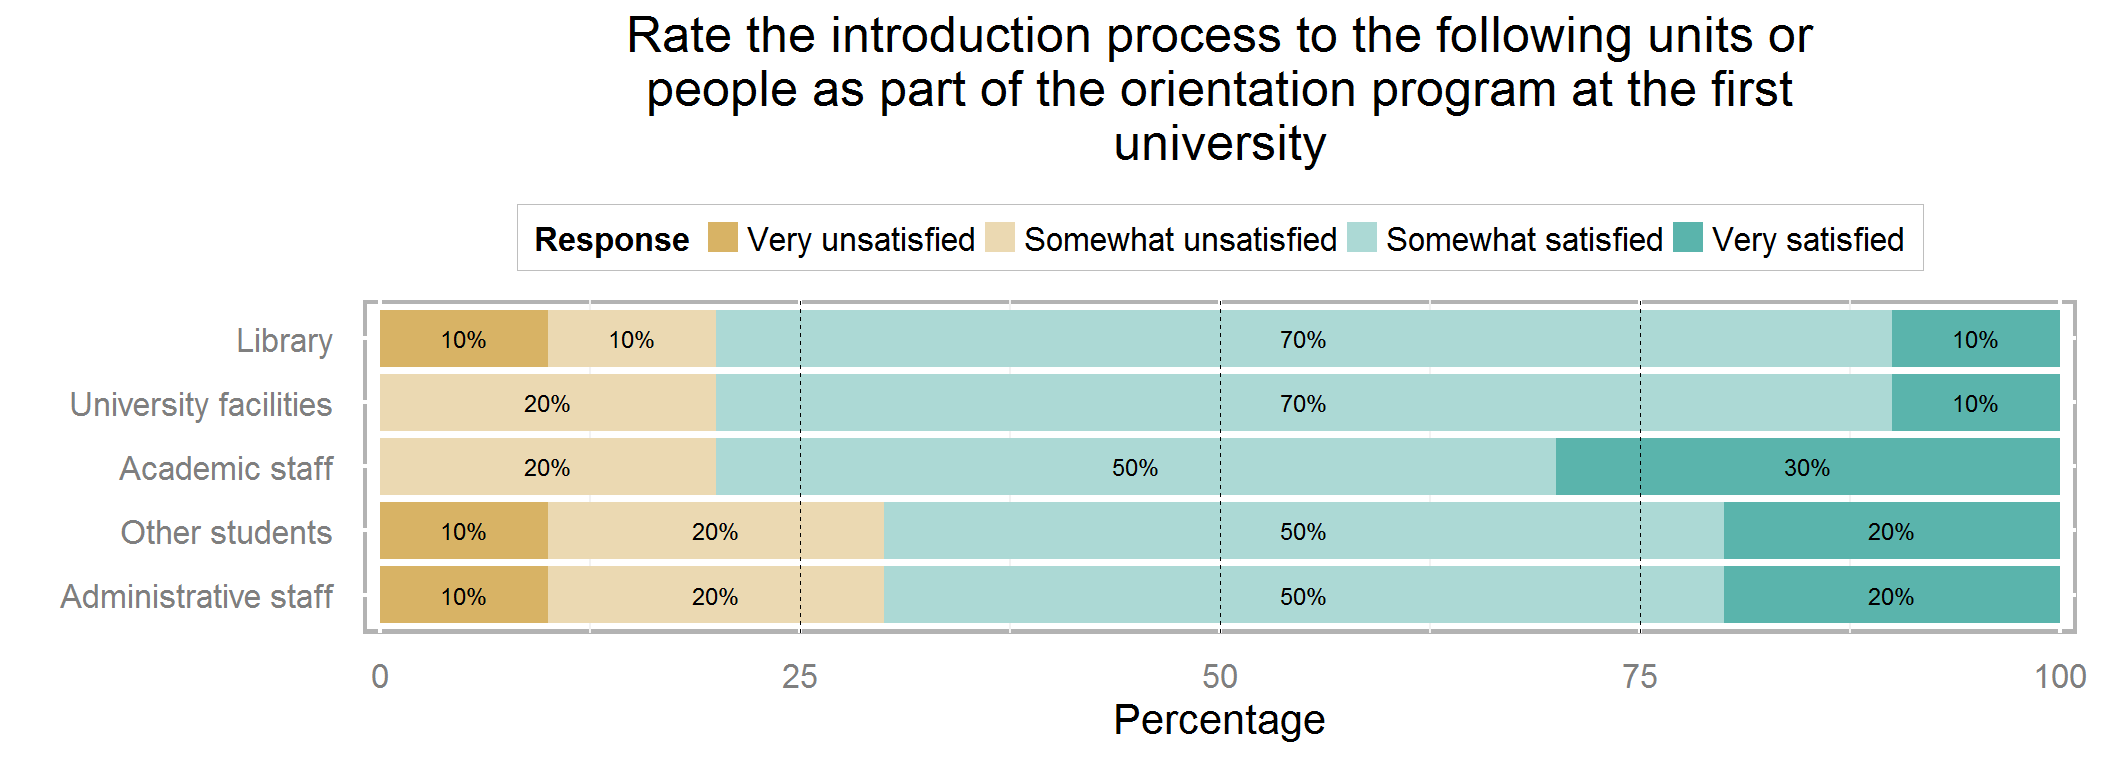 Rate the introduction process to the following units or
people as part of the orientation program at the first
university
Response Very unsatisfied Somewhat unsatisfied Somewhat satisfied Very satisfied
Library 10% 10% 70% 10%
University facilities 20% 70% 10%
Academic staff 20% 50% 30%
Other students 10% 20% 50% 20%
Administrative staff 10% 20% 50% 20%
0 25 50 75 100
Percentage